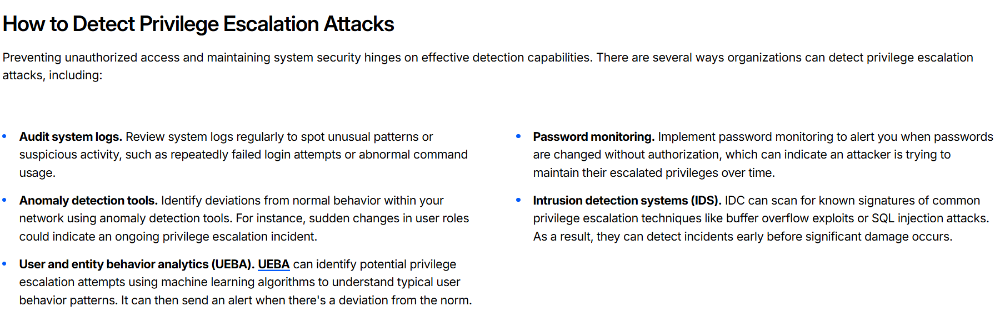 How to Detect Privilege Escalation Attacks
Preventing unauthorized access and maintaining system security hinges on effective detection capabilities. There are several ways organizations can detect privilege escalation
attacks, including:
Audit system logs. Review system logs regularly to spot unusual patterns or
suspicious activity, such as repeatedly failed login attempts or abnormal command
usage.
Anomaly detection tools. Identify deviations from normal behavior within your
network using anomaly detection tools. For instance, sudden changes in user roles
could indicate an ongoing privilege escalation incident.
User and entity behavior analytics (UEBA). UEBA can identify potential privilege
escalation attempts using machine learning algorithms to understand typical user
behavior patterns. It can then send an alert when there's a deviation from the norm.
Password monitoring. Implement password monitoring to alert you when passwords
are changed without authorization, which can indicate an attacker is trying to
maintain their escalated privileges over time.
Intrusion detection systems (IDS). IDC can scan for known signatures of common
privilege escalation techniques like buffer overflow exploits or SQL injection attacks.
As a result, they can detect incidents early before significant damage occurs.